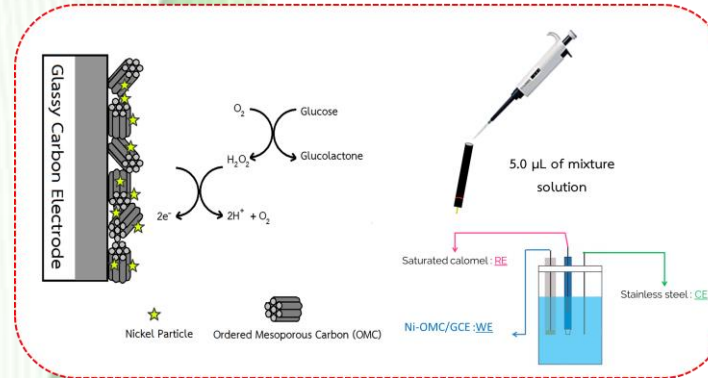 Glassy Carbon Electrode
O₂
Glucose
H₂O₂
Glucolactone
2e⁻
2H⁺ + O₂
Nickel Particle
Ordered Mesoporous Carbon (OMC)
5.0 µL of mixture
solution
Saturated calomel : RE
Stainless steel : CE
Ni-OMC/GCE :WE